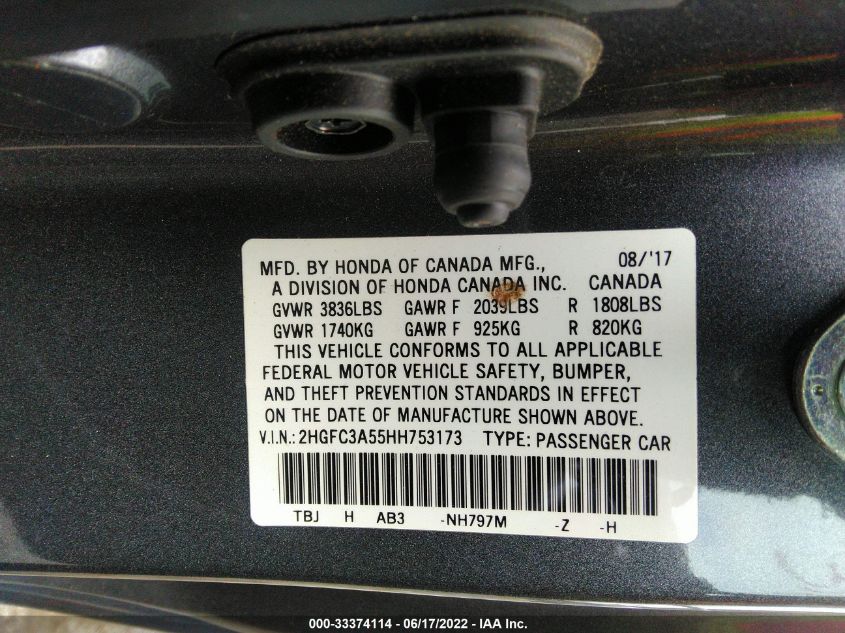 MFD. BY HONDA OF CANADA MFG., 08/'17
A DIVISION OF HONDA CANADA INC. CANADA
GVWR 3836LBS GAWR F 2039LBS R 1808LBS
GVWR 1740KG GAWR F 925KG R 820KG
THIS VEHICLE CONFORMS TO ALL APPLICABLE
FEDERAL MOTOR VEHICLE SAFETY, BUMPER,
AND THEFT PREVENTION STANDARDS IN EFFECT
ON THE DATE OF MANUFACTURE SHOWN ABOVE.
V.I.N.: 2HGFC3A55HH753173 TYPE: PASSENGER CAR
TBJ H AB3 -NH797M -Z -H
000-33374114 - 06/17/2022 - IAA Inc.